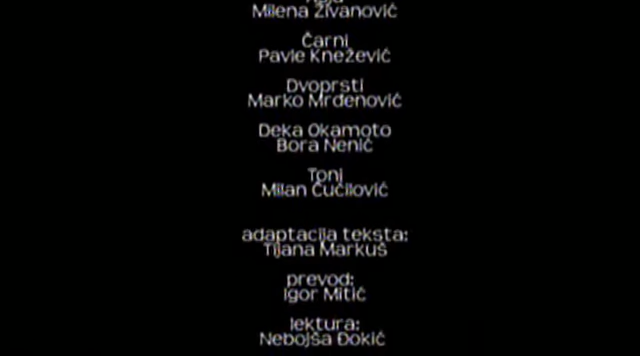 Milena Živanović
Čarni
Pavle Knežević
Dvoprsti
Marko Mrđenović
Deka Okamoto
Bora Nenić
Toni
Milan Čučilović
adaptacija teksta:
Tijana Markuš
prevod:
Igor Mitić
lektura:
Nebojša Đokić